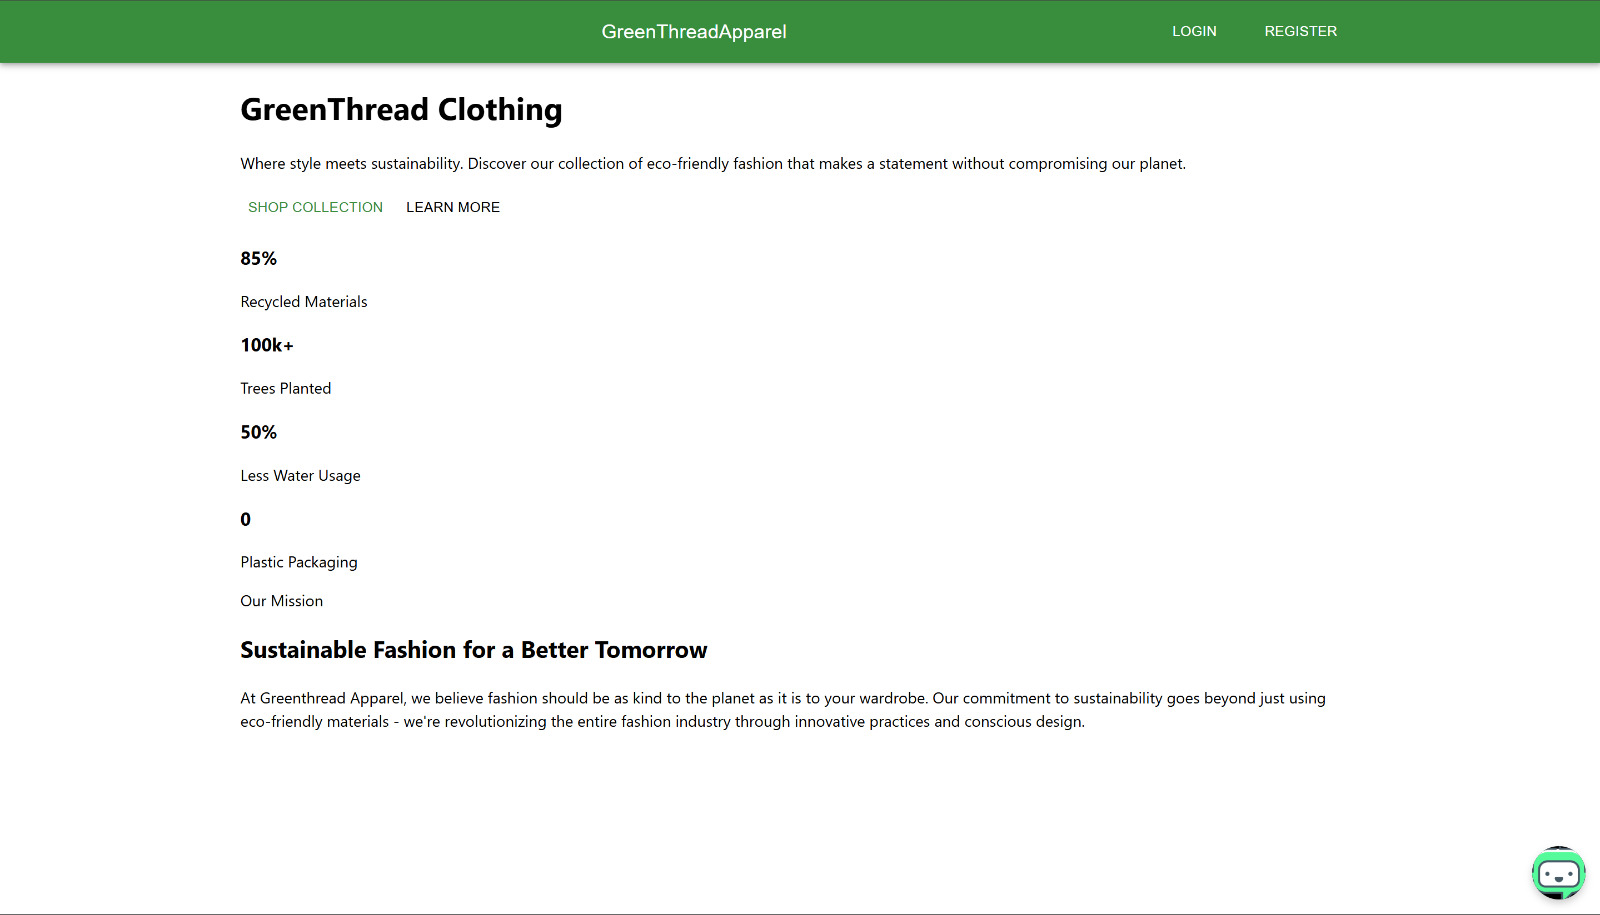 GreenThreadApparel
LOGIN
REGISTER
GreenThread Clothing
Where style meets sustainability. Discover our collection of eco-friendly fashion that makes a statement without compromising our planet.
SHOP COLLECTION
LEARN MORE
85%
Recycled Materials
100k+
Trees Planted
50%
Less Water Usage
0
Plastic Packaging
Our Mission
Sustainable Fashion for a Better Tomorrow
At Greenthread Apparel, we believe fashion should be as kind to the planet as it is to your wardrobe. Our commitment to sustainability goes beyond just using
eco-friendly materials - we're revolutionizing the entire fashion industry through innovative practices and conscious design.